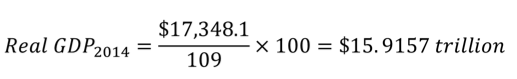 Real GDP₂₀₁₄ = $17,348.1 / 109 × 100 = $15.9157 trillion